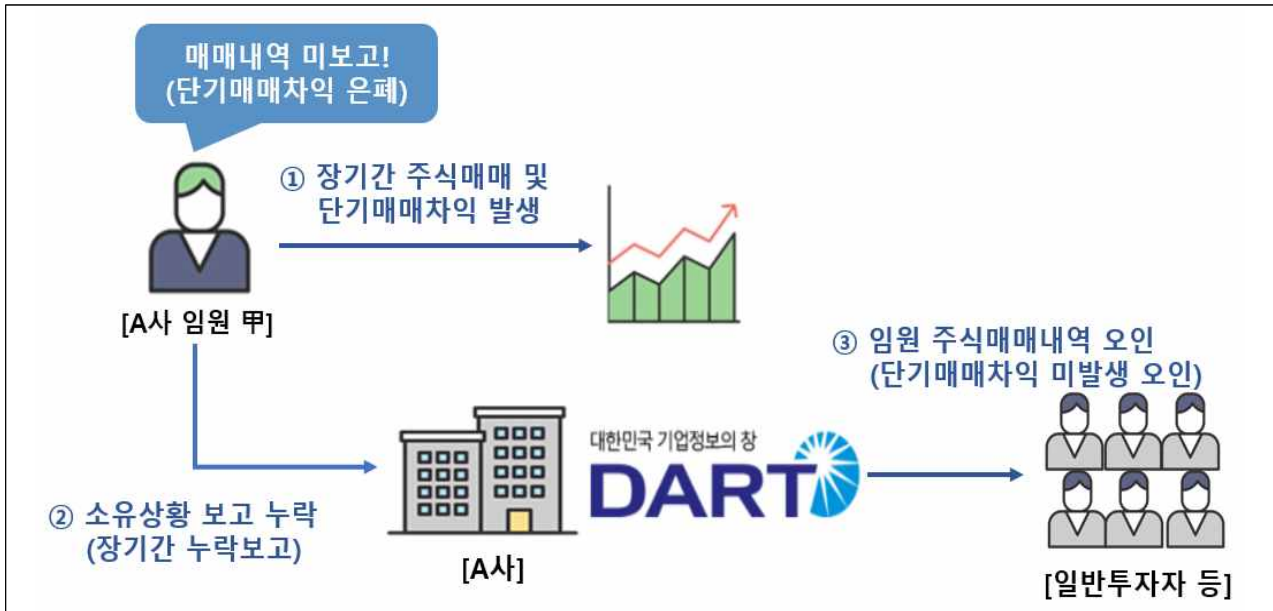 매매내역 미보고!
(단기매매차익 은폐)
① 장기간 주식매매 및
단기매매차익 발생
[A사 임원 甲]
② 소유상황 보고 누락
(장기간 누락보고)
[A사]
대한민국 기업정보의 창
DART
③ 임원 주식매매내역 오인
(단기매매차익 미발생 오인)
[일반투자자 등]